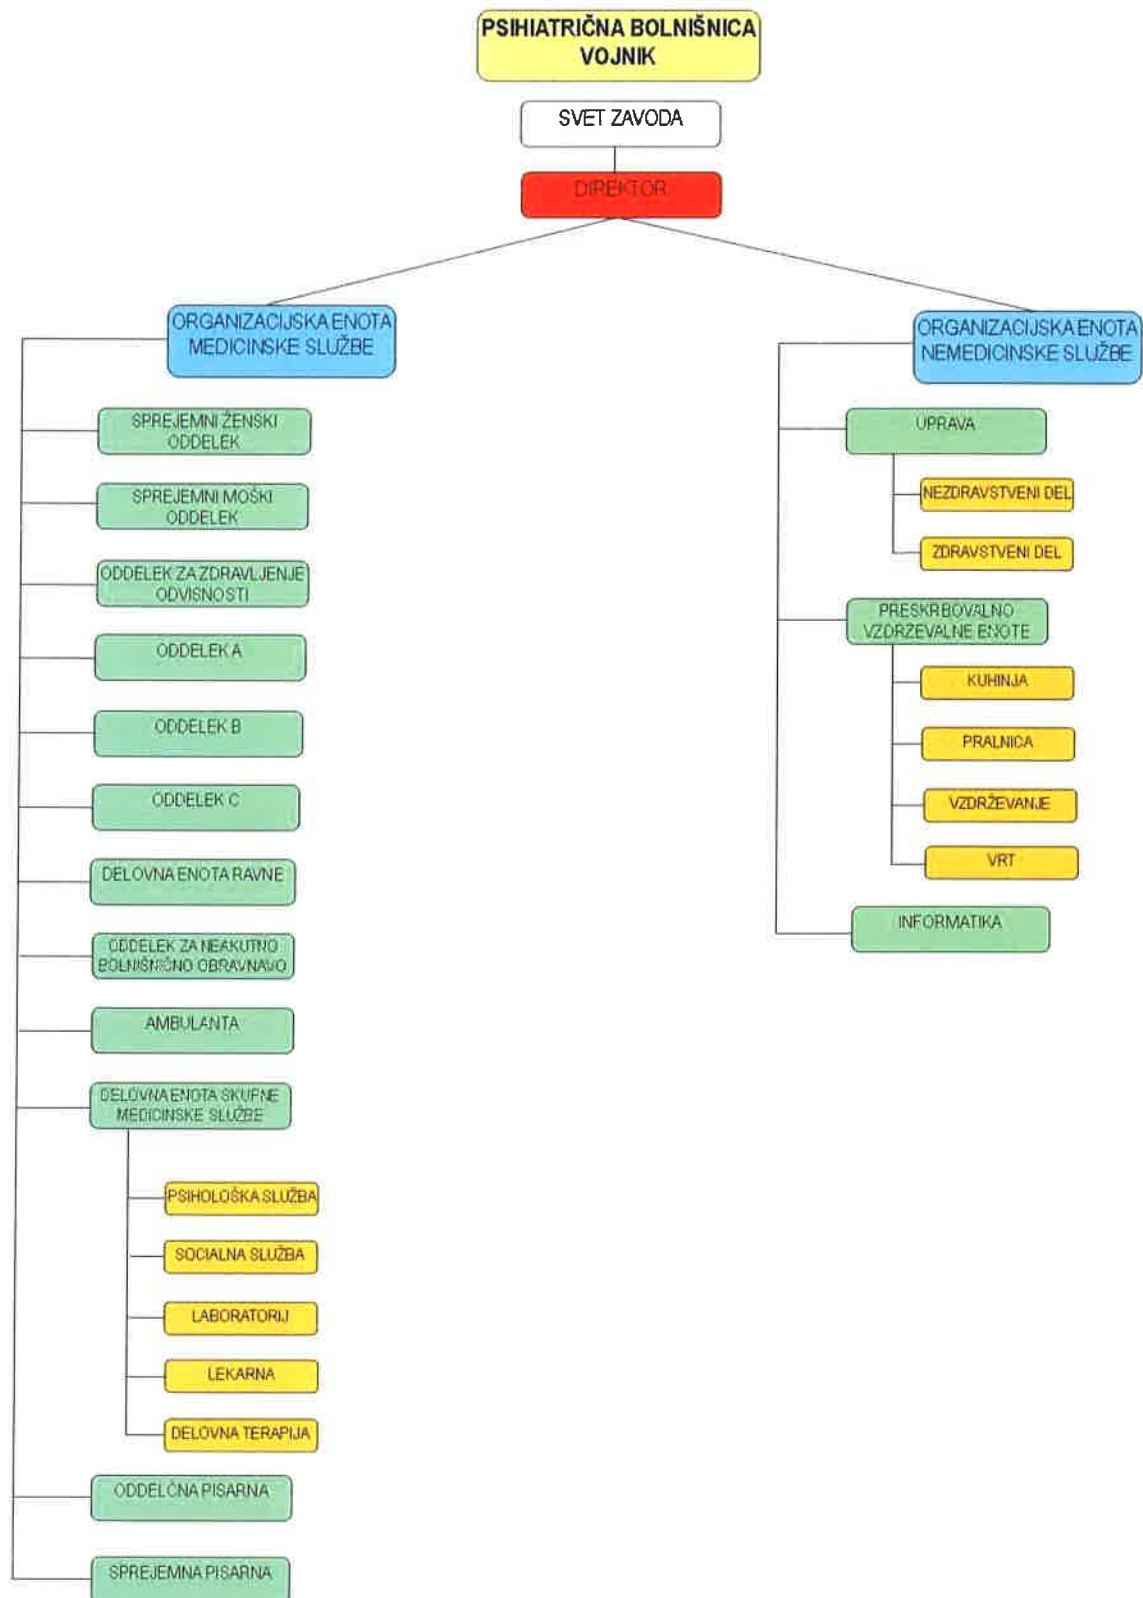 PSIHIATRIČNA BOLNIŠNICA
VOJNIK
SVET ZAVODA
DIREKTOR
ORGANIZACIJSKA ENOTA
MEDICINSKE SLUŽBE
SPREJEMNI ŽENSKI
ODDELEK
SPREJEMNI MOŠKI
ODDELEK
ODDELEK ZA ZDRAVLJENJE
ODVISNOSTI
ODDELEK A
ODDELEK B
ODDELEK C
DELOVNA ENOTA RAVNE
ODDELEK ZA NEAKUTNO
BOLNIŠNIČNO OBRAVNAVO
AMBULANTA
DELOVNA ENOTA SKUPNE
MEDICINSKE SLUŽBE
PSIHOLOŠKA SLUŽBA
SOCIALNA SLUŽBA
LABORATORIJ
LEKARNA
DELOVNA TERAPIJA
ODDELČNA PISARNA
SPREJEMNA PISARNA
ORGANIZACIJSKA ENOTA
NEMEDICINSKE SLUŽBE
UPRAVA
NEZDRAVSTVENI DEL
ZDRAVSTVENI DEL
PRESKRBOVALNO
VZDRŽEVALNE ENOTE
KUHINJA
PRALNICA
VZDRŽEVANJE
VRT
INFORMATIKA